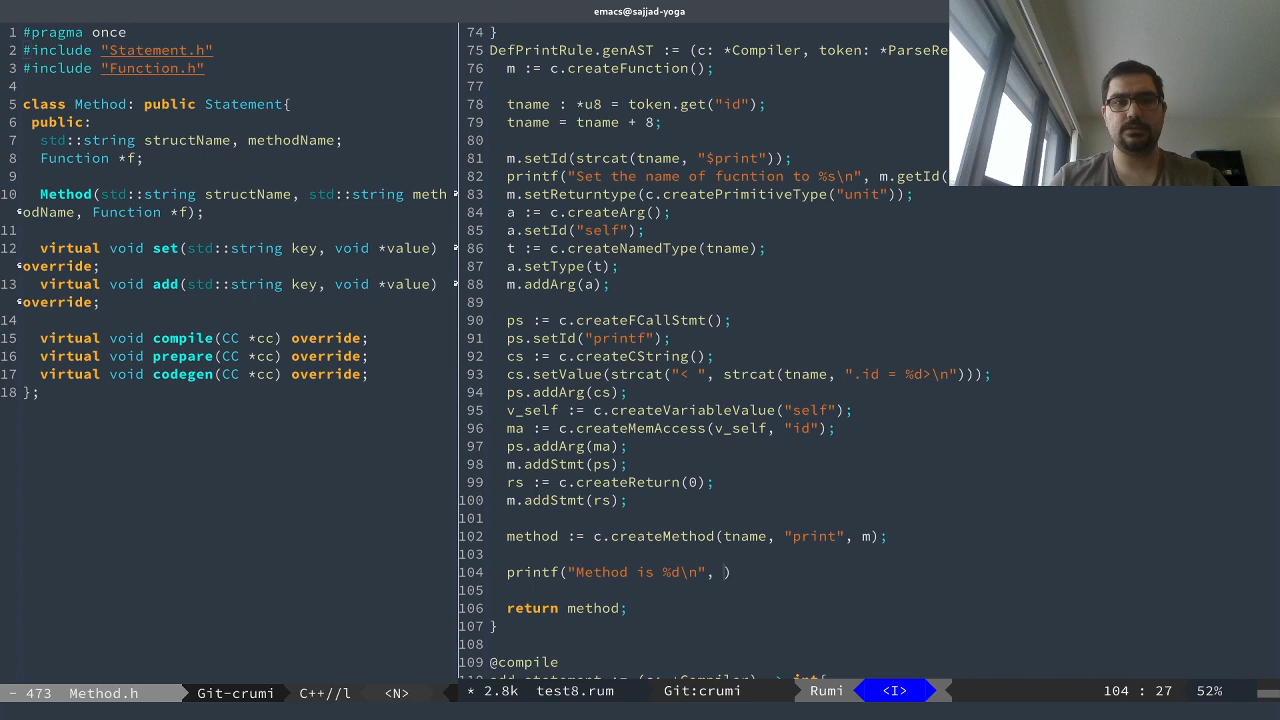 emacs@sajjad-yoga
1 #pragma once
2 #include "Statement.h"
3 #include "Function.h"
4
5 class Method: public Statement{
6 public:
7 std::string structName, methodName;
8 Function *f;
9
10 Method(std::string structName, std::string meth
odName, Function *f);
11
12 virtual void set(std::string key, void *value)
override;
13 virtual void add(std::string key, void *value)
override;
14
15 virtual void compile(CC *cc) override;
16 virtual void prepare(CC *cc) override;
17 virtual void codegen(CC *cc) override;
18 };
- 473 Method.h Git-crumi C++//l <N>
74 }
75 DefPrintRule.genAST := (c: *Compiler, token: *ParseRe
76 m := c.createFunction();
77
78 tname : *u8 = token.get("id");
79 tname = tname + 8;
80
81 m.setId(strcat(tname, "$print"));
82 printf("Set the name of fucntion to %s\n", m.getId(
83 m.setReturntype(c.createPrimitiveType("unit"));
84 a := c.createArg();
85 a.setId("self");
86 t := c.createNamedType(tname);
87 a.setType(t);
88 m.addArg(a);
89
90 ps := c.createFCallStmt();
91 ps.setId("printf");
92 cs := c.createCString();
93 cs.setValue(strcat("< ", strcat(tname, ".id = %d>\n")));
94 ps.addArg(cs);
95 v_self := c.createVariableValue("self");
96 ma := c.createMemAccess(v_self, "id");
97 ps.addArg(ma);
98 m.addStmt(ps);
99 rs := c.createReturn(0);
100 m.addStmt(rs);
101
102 method := c.createMethod(tname, "print", m);
103
104 printf("Method is %d\n", )
105
106 return method;
107 }
108
109 @compile
* 2.8k test8.rum Git:crumi Rumi <I> 104 : 27 52%